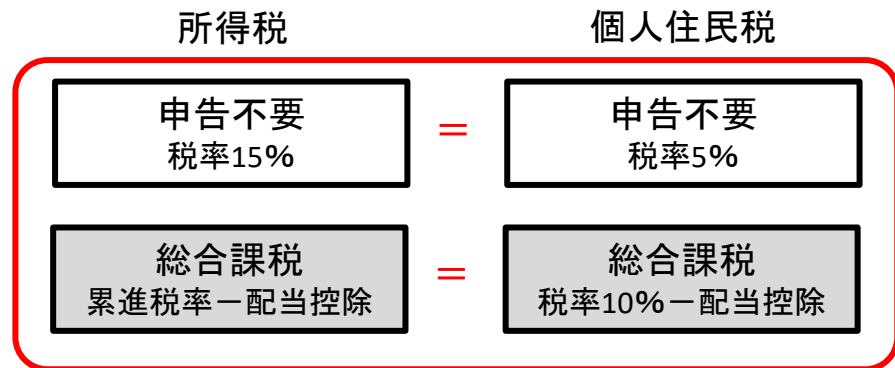 所得税
個人住民税
申告不要
税率15%
＝
申告不要
税率5%
総合課税
累進税率－配当控除
＝
総合課税
税率10%－配当控除